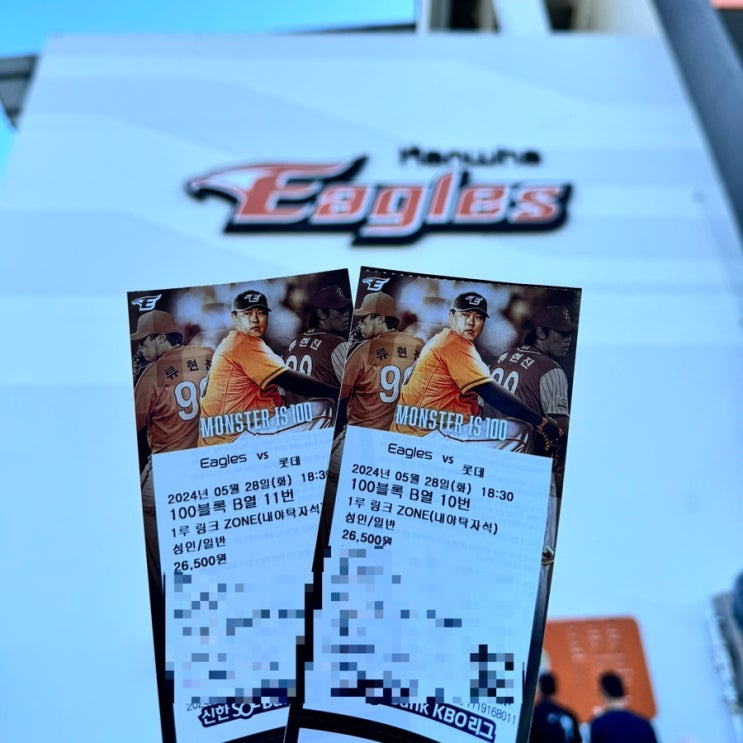 Hanwha
Eagles
류현진
99
MONSTER IS 100
Eagles vs 롯데
2024년 05월 28일(화) 18:30
100블록 B열 11번
1루 링크 ZONE(내야탁자석)
성인/일반
26,500원
신한 SO
류현진
MONSTER IS 100
Eagles vs 롯데
2024년 05월 28일(화) 18:30
100블록 B열 10번
1루 링크 ZONE(내야탁자석)
성인/일반
26,500원
1119168011
Bank KBO리그